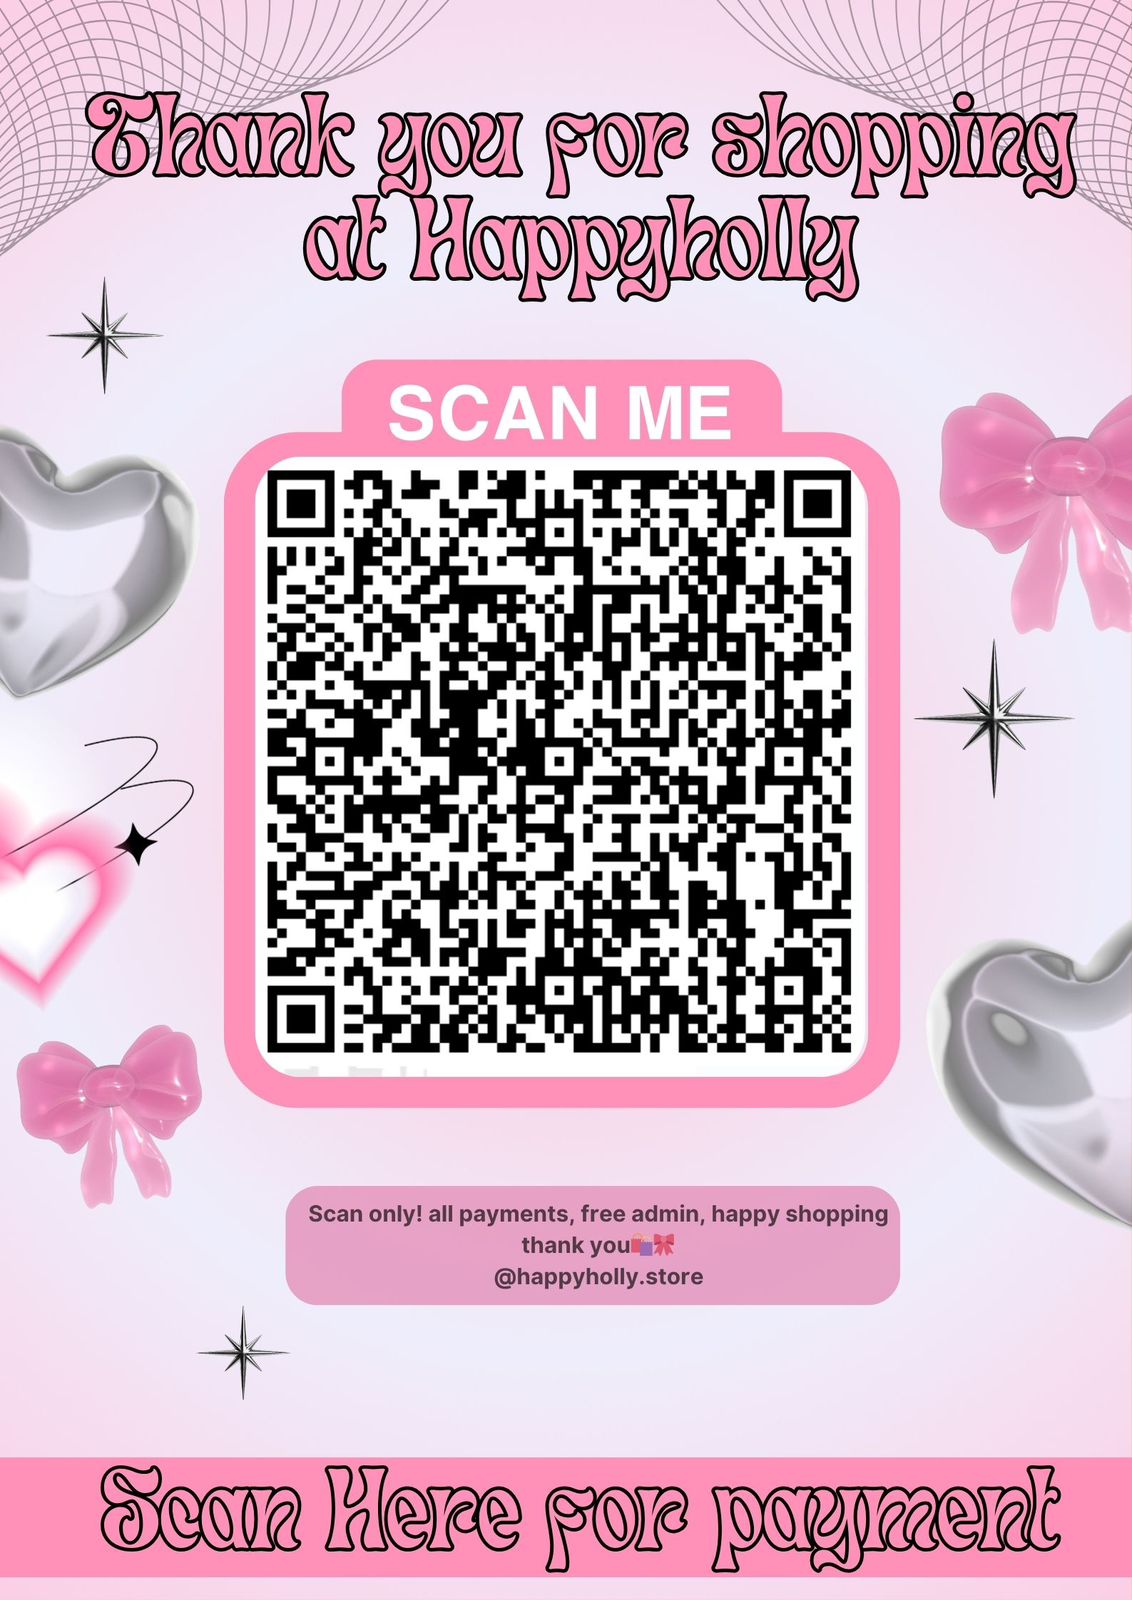 Thank you for shopping
at Happyholly
SCAN ME
Scan only! all payments, free admin, happy shopping
thank you🛍️🎀
@happyholly.store
Scan Here for payment